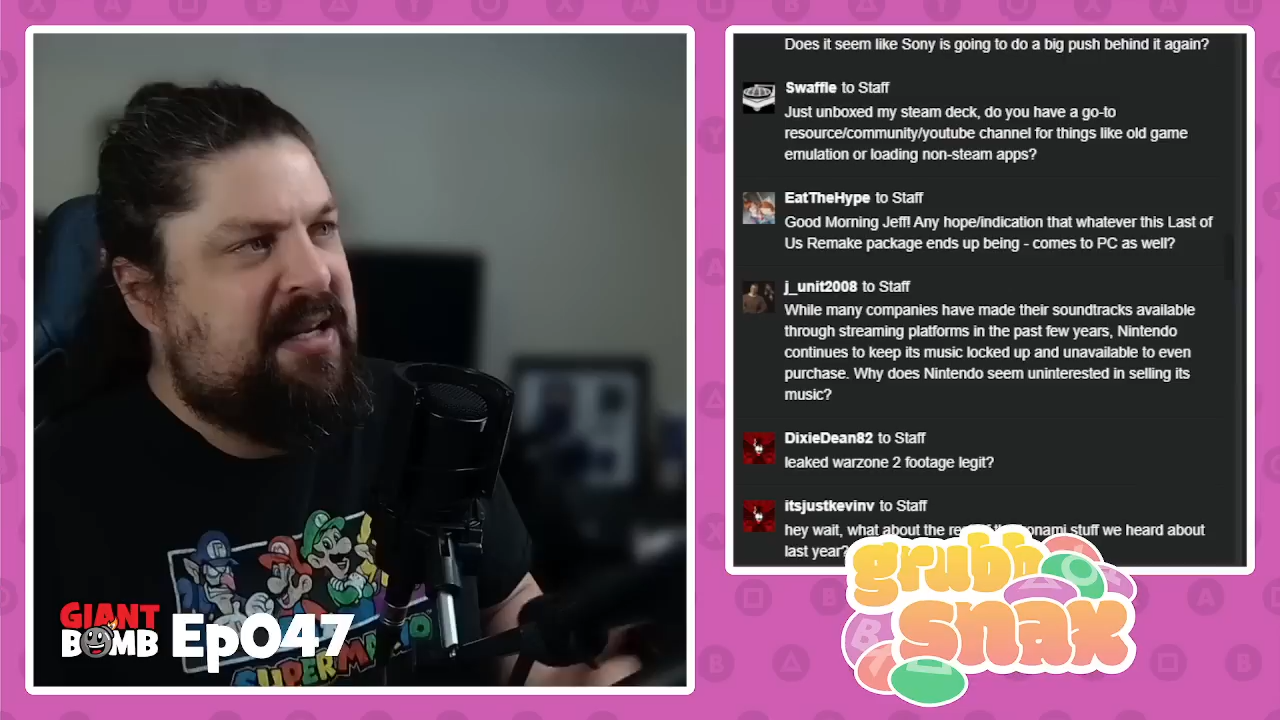 Does it seem like Sony is going to do a big push behind it again?
Swaffle to Staff
Just unboxed my steam deck, do you have a go-to
resource/community/youtube channel for things like old game
emulation or loading non-steam apps?
EatTheHype to Staff
Good Morning Jeff! Any hope/indication that whatever this Last of
Us Remake package ends up being - comes to PC as well?
j_unit2008 to Staff
While many companies have made their soundtracks available
through streaming platforms in the past few years, Nintendo
continues to keep its music locked up and unavailable to even
purchase. Why does Nintendo seem uninterested in selling its
music?
DixieDean82 to Staff
leaked warzone 2 footage legit?
itsjustkevinv to Staff
hey wait, what about the stuff we heard about
last year?
grubb
snax
GIANT
BOMB
Ep047
SUPER